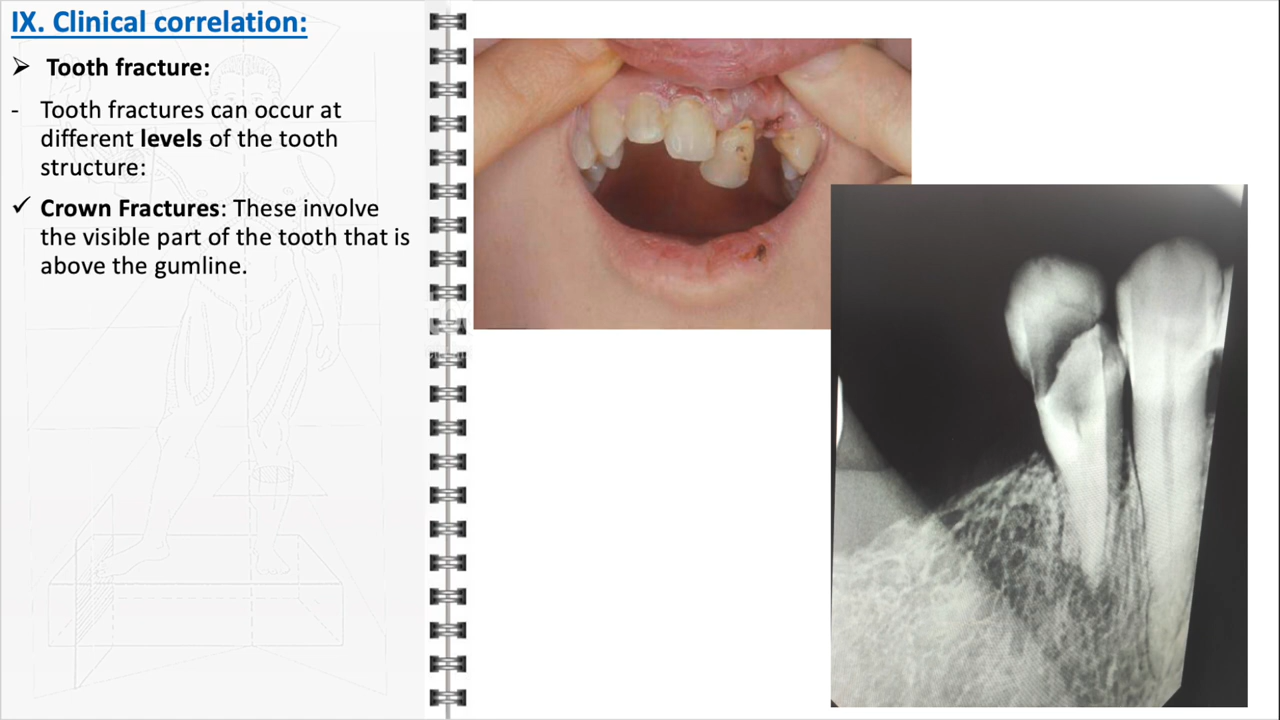 IX. Clinical correlation:
➤ Tooth fracture:
- Tooth fractures can occur at
different levels of the tooth
structure:
✓ Crown Fractures: These involve
the visible part of the tooth that is
above the gumline.